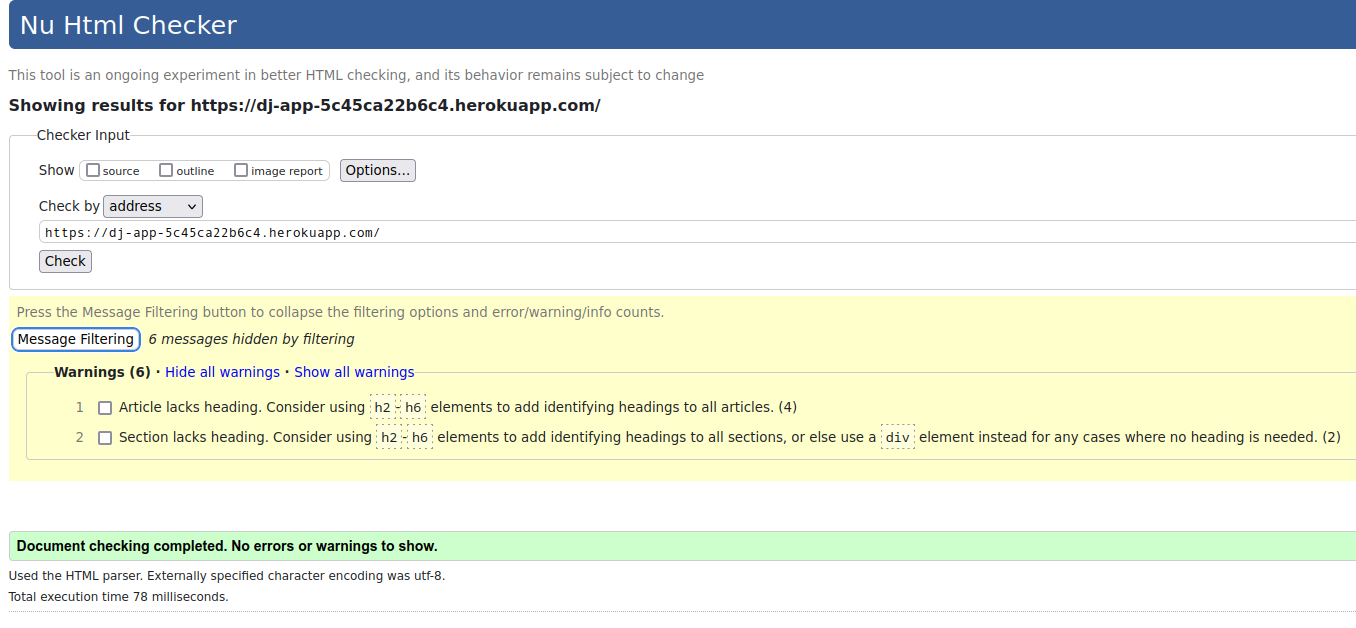 Nu Html Checker
This tool is an ongoing experiment in better HTML checking, and its behavior remains subject to change
Showing results for https://dj-app-5c45ca22b6c4.herokuapp.com/
Checker Input
Show source outline image report Options...
Check by address
https://dj-app-5c45ca22b6c4.herokuapp.com/
Check
Press the Message Filtering button to collapse the filtering options and error/warning/info counts.
Message Filtering 6 messages hidden by filtering
Warnings (6) · Hide all warnings · Show all warnings
1 Article lacks heading. Consider using h2-h6 elements to add identifying headings to all articles. (4)
2 Section lacks heading. Consider using h2-h6 elements to add identifying headings to all sections, or else use a div element instead for any cases where no heading is needed. (2)
Document checking completed. No errors or warnings to show.
Used the HTML parser. Externally specified character encoding was utf-8.
Total execution time 78 milliseconds.